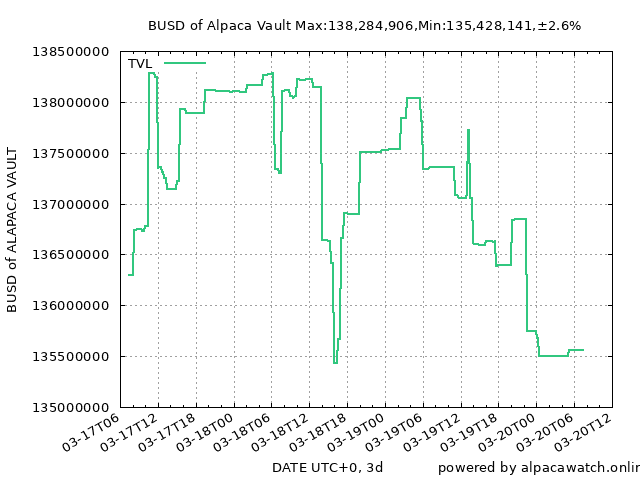 BUSD of Alpaca Vault Max:138,284,906,Min:135,428,141,±2.6%
TVL
138500000
138000000
137500000
137000000
136500000
136000000
135500000
135000000
BUSD of ALAPACA VAULT
03-17T06
03-17T12
03-17T18
03-18T00
03-18T06
03-18T12
03-18T18
03-19T00
03-19T06
03-19T12
03-19T18
03-20T00
03-20T06
03-20T12
DATE UTC+0, 3d
powered by alpacawatch.onlin